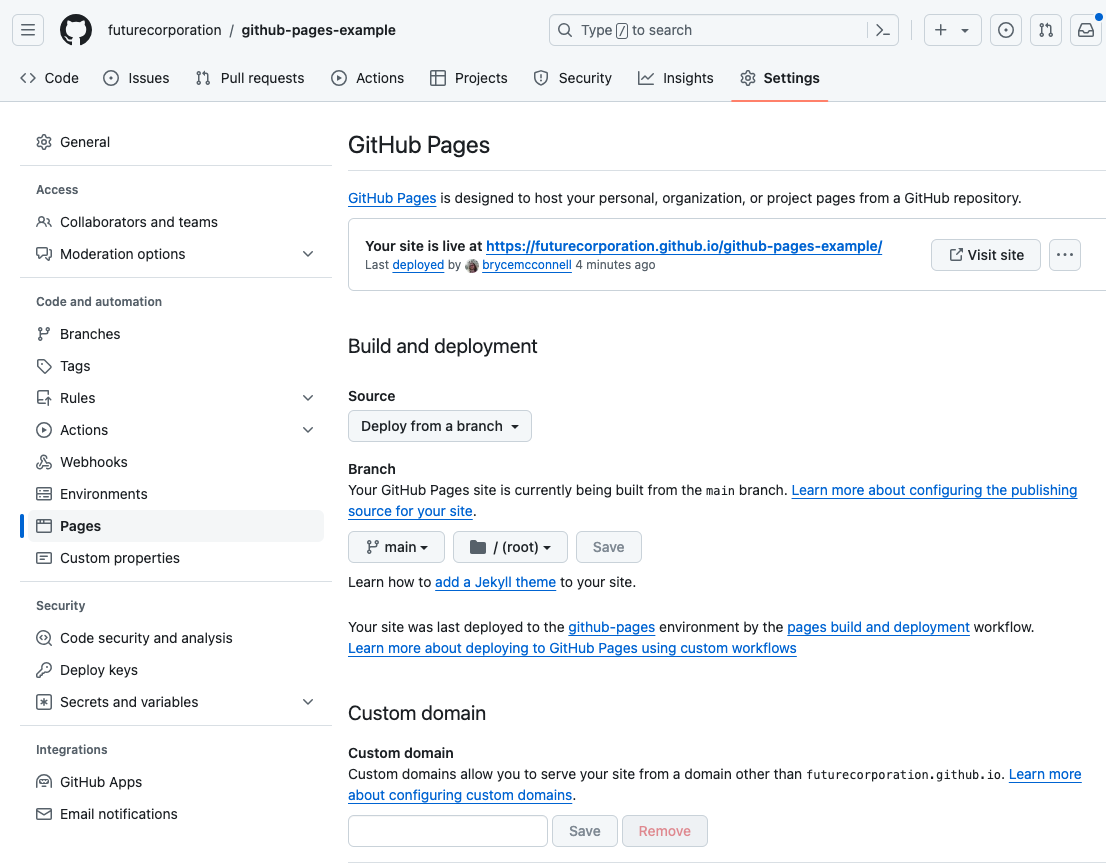 futurecorporation / github-pages-example
Type / to search
Code
Issues
Pull requests
Actions
Projects
Security
Insights
Settings
General
Access
Collaborators and teams
Moderation options
Code and automation
Branches
Tags
Rules
Actions
Webhooks
Environments
Pages
Custom properties
Security
Code security and analysis
Deploy keys
Secrets and variables
Integrations
GitHub Apps
Email notifications
GitHub Pages
GitHub Pages is designed to host your personal, organization, or project pages from a GitHub repository.
Your site is live at https://futurecorporation.github.io/github-pages-example/
Last deployed by brycemcconnell 4 minutes ago
Visit site
Build and deployment
Source
Deploy from a branch
Branch
Your GitHub Pages site is currently being built from the main branch. Learn more about configuring the publishing
source for your site.
main
/ (root)
Save
Learn how to add a Jekyll theme to your site.
Your site was last deployed to the github-pages environment by the pages build and deployment workflow.
Learn more about deploying to GitHub Pages using custom workflows
Custom domain
Custom domain
Custom domains allow you to serve your site from a domain other than futurecorporation.github.io. Learn more
about configuring custom domains.
Save
Remove